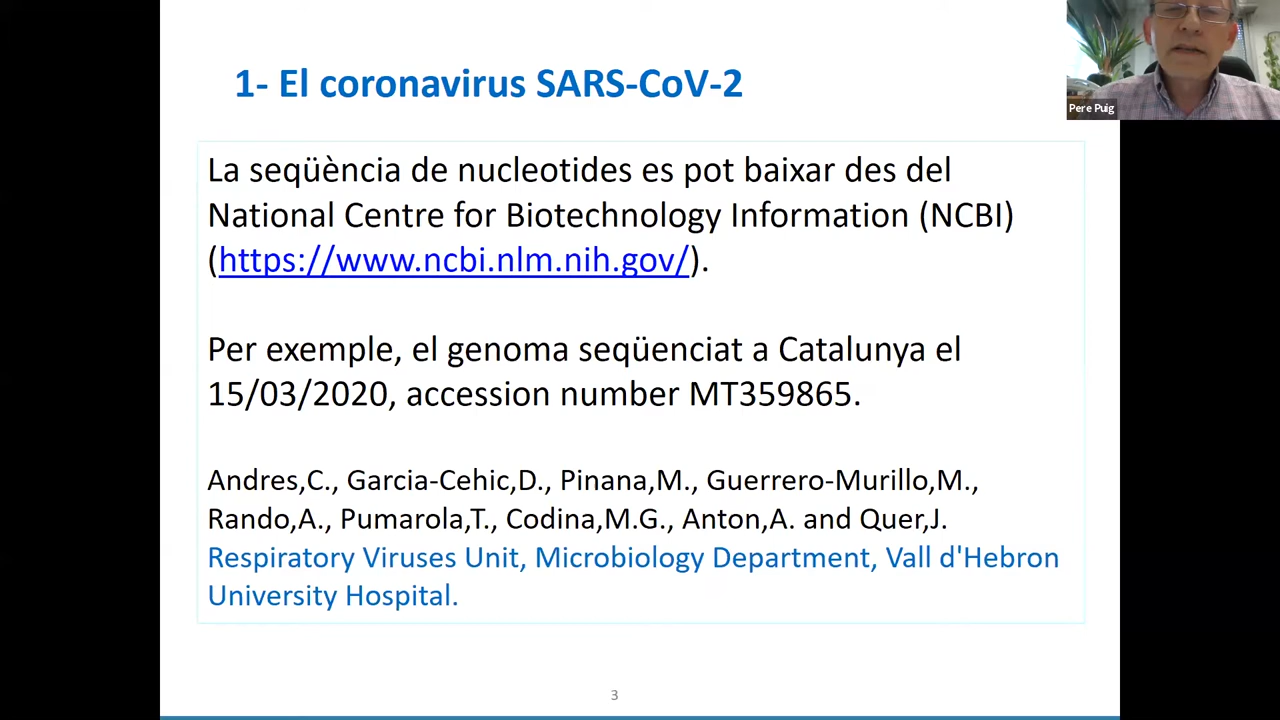 1- El coronavirus SARS-CoV-2
Pere Puig
La seqüència de nucleotides es pot baixar des del
National Centre for Biotechnology Information (NCBI)
(https://www.ncbi.nlm.nih.gov/).
Per exemple, el genoma seqüenciat a Catalunya el
15/03/2020, accession number MT359865.
Andres,C., Garcia-Cehic,D., Pinana,M., Guerrero-Murillo,M.,
Rando,A., Pumarola,T., Codina,M.G., Anton,A. and Quer,J.
Respiratory Viruses Unit, Microbiology Department, Vall d'Hebron
University Hospital.
3